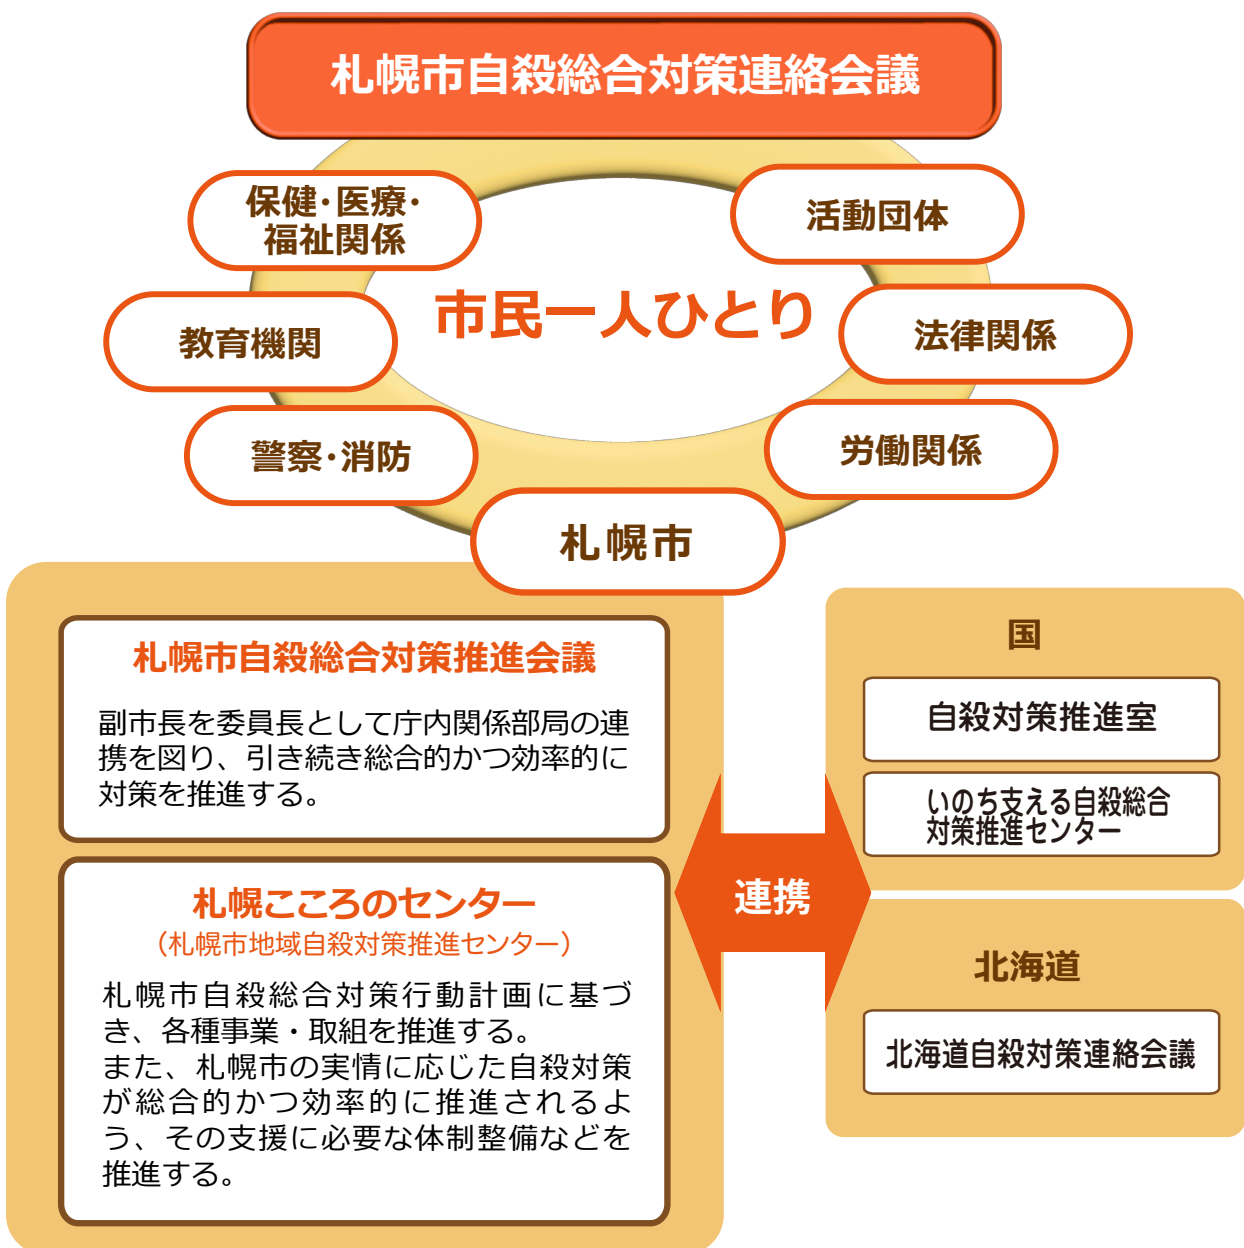 札幌市自殺総合対策連絡会議
保健・医療・
福祉関係
活動団体
市民一人ひとり
教育機関
法律関係
警察・消防
労働関係
札幌市
札幌市自殺総合対策推進会議
副市長を委員長として庁内関係部局の連
携を図り、引き続き総合的かつ効率的に
対策を推進する。
札幌こころのセンター
（札幌市地域自殺対策推進センター）
札幌市自殺総合対策行動計画に基づ
き、各種事業・取組を推進する。
また、札幌市の実情に応じた自殺対策
が総合的かつ効率的に推進されるよ
う、その支援に必要な体制整備などを
推進する。
連携
国
自殺対策推進室
いのち支える自殺総合
対策推進センター
北海道
北海道自殺対策連絡会議